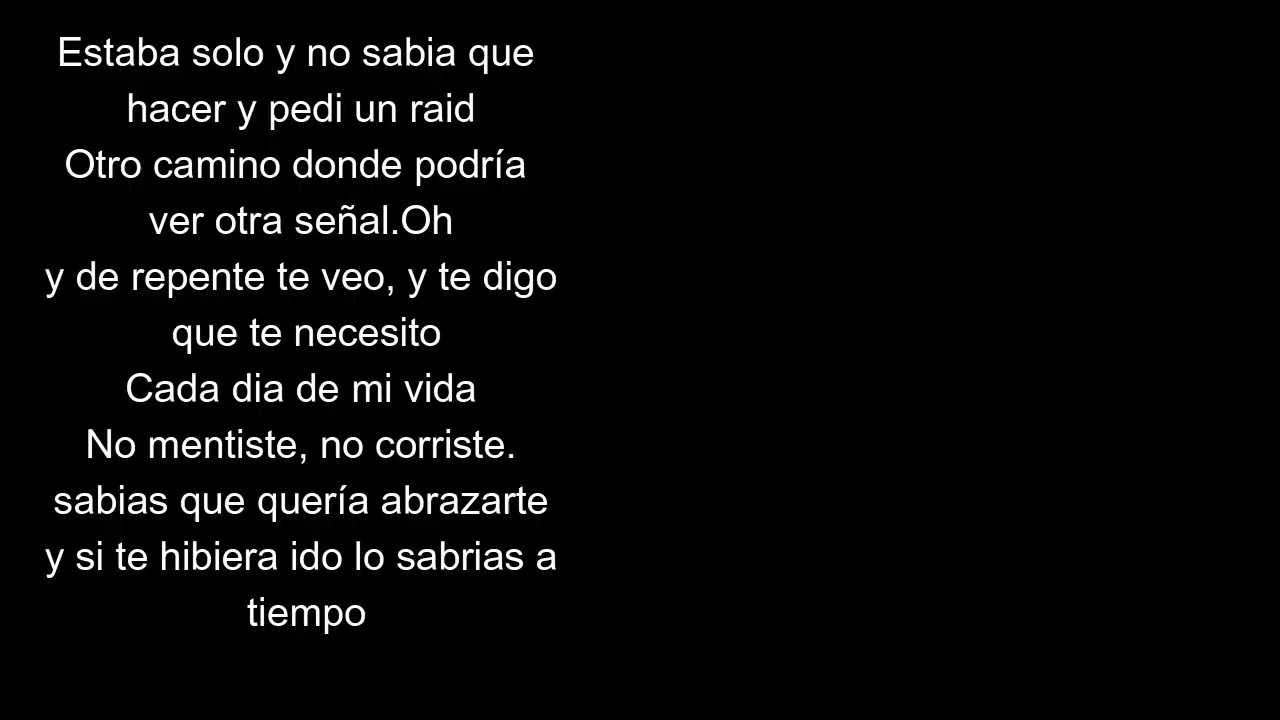 Estaba solo y no sabia que
hacer y pedi un raid
Otro camino donde podría
ver otra señal.Oh
y de repente te veo, y te digo
que te necesito
Cada dia de mi vida
No mentiste, no corriste.
sabias que quería abrazarte
y si te hibiera ido lo sabrias a
tiempo